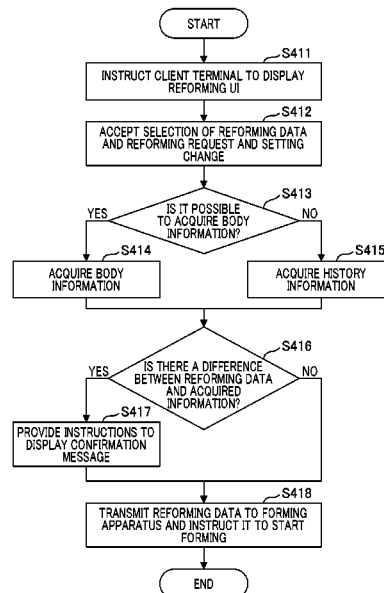 START
S411
INSTRUCT CLIENT TERMINAL TO DISPLAY
REFORMING UI
S412
ACCEPT SELECTION OF REFORMING DATA
AND REFORMING REQUEST AND SETTING
CHANGE
S413
YES
IS IT POSSIBLE
TO ACQUIRE BODY
INFORMATION?
NO
S414
ACQUIRE BODY
INFORMATION
S415
ACQUIRE HISTORY
INFORMATION
S416
YES
IS THERE A DIFFERENCE
BETWEEN REFORMING DATA
AND ACQUIRED
INFORMATION?
NO
S417
PROVIDE INSTRUCTIONS TO
DISPLAY CONFIRMATION
MESSAGE
S418
TRANSMIT REFORMING DATA TO FORMING
APPARATUS AND INSTRUCT IT TO START
FORMING
END